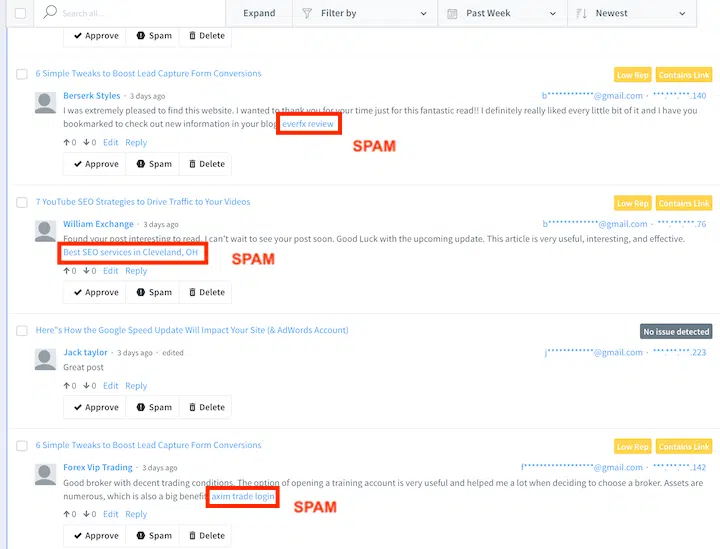 Search all...
Expand
Filter by
Past Week
Newest
Approve
Spam
Delete
6 Simple Tweaks to Boost Lead Capture Form Conversions
Low Rep
Contains Link
Berserk Styles · 3 days ago
b************@gmail.com · ***.***.***.140
I was extremely pleased to find this website. I wanted to thank you for your time just for this fantastic read!! I definitely really liked every little bit of it and I have you
bookmarked to check out new information in your blog. everfx review
SPAM
0 0 Edit Reply
Approve
Spam
Delete
7 YouTube SEO Strategies to Drive Traffic to Your Videos
Low Rep
Contains Link
William Exchange · 3 days ago
b*************@gmail.com · ***.***.***.76
Found your post interesting to read. I can't wait to see your post soon. Good Luck with the upcoming update. This article is very useful, interesting, and effective.
Best SEO services in Cleveland, OH
SPAM
0 0 Edit Reply
Approve
Spam
Delete
Here"s How the Google Speed Update Will Impact Your Site (& AdWords Account)
No issue detected
Jack taylor · 3 days ago · edited
j************@gmail.com · ***.***.***.223
Great post
0 0 Edit Reply
Approve
Spam
Delete
6 Simple Tweaks to Boost Lead Capture Form Conversions
Low Rep
Contains Link
Forex Vip Trading · 3 days ago
f*****************@gmail.com · ***.***.***.142
Good broker with decent trading conditions. The option of opening a training account is very useful and helped me a lot when deciding to choose a broker. Assets are
numerous, which is also a big benefit axim trade login
SPAM
0 0 Edit Reply
Approve
Spam
Delete